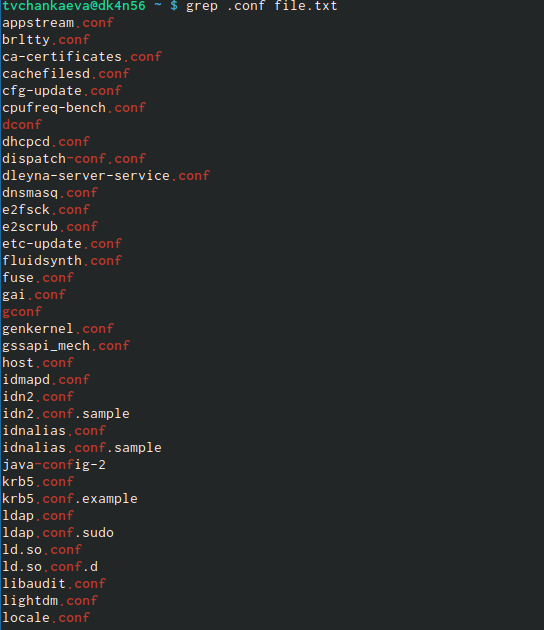 tvchankaeva@dk4n56 ~ $ grep .conf file.txt
appstream.conf
brltty.conf
ca-certificates.conf
cachefilesd.conf
cfg-update.conf
cpufreq-bench.conf
dconf
dhcpcd.conf
dispatch-conf.conf
dleyna-server-service.conf
dnsmasq.conf
e2fsck.conf
e2scrub.conf
etc-update.conf
fluidsynth.conf
fuse.conf
gai.conf
gconf
genkernel.conf
gssapi_mech.conf
host.conf
idmapd.conf
idn2.conf
idn2.conf.sample
idnalias.conf
idnalias.conf.sample
java-config-2
krb5.conf
krb5.conf.example
ldap.conf
ldap.conf.sudo
ld.so.conf
ld.so.conf.d
libaudit.conf
lightdm.conf
locale.conf